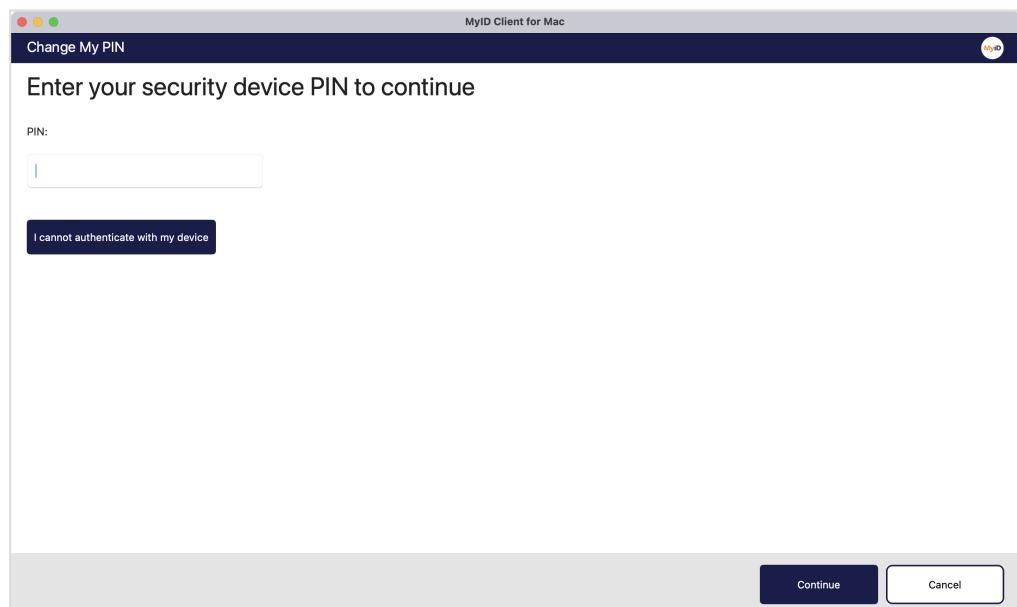 MyID Client for Mac
Change My PIN
MyID
Enter your security device PIN to continue
PIN:
I cannot authenticate with my device
Continue
Cancel